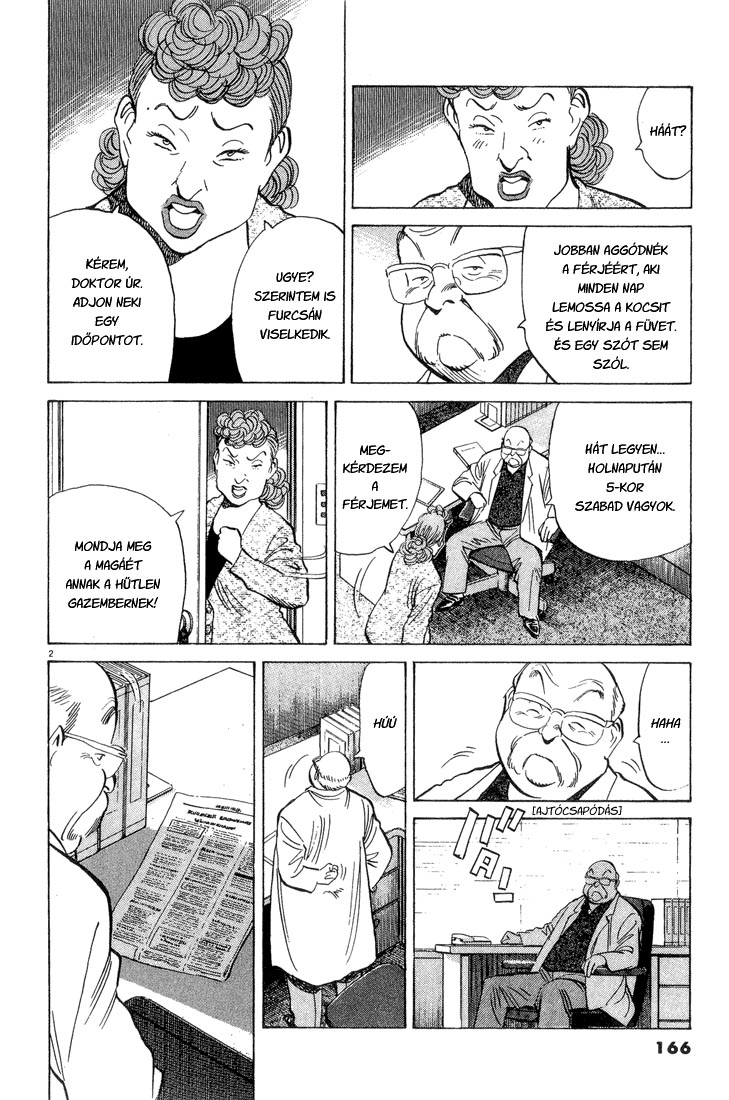 HÁÁT?
JOBBAN AGGÓDNÉK
A FÉRJÉÉRT, AKI
MINDEN NAP
LEMOSSA A KOCSIT
ÉS LENYÍRJA A FÜVET.
ÉS EGY SZÓT SEM
SZÓL.
UGYE?
SZERINTEM IS
FURCSÁN
VISELKEDIK.
KÉREM,
DOKTOR ÚR.
ADJON NEKI
EGY
IDŐPONTOT.
HÁT LEGYEN...
HOLNAPUTÁN
5-KOR
SZABAD VAGYOK.
MEG-
KÉRDEZEM
A
FÉRJEMET.
MONDJA MEG
A MAGÁÉT
ANNAK A HŰTLEN
GAZEMBERNEK!
2
HAHA
...
[AJTÓCSAPÓDÁS]
HÚÚ
166